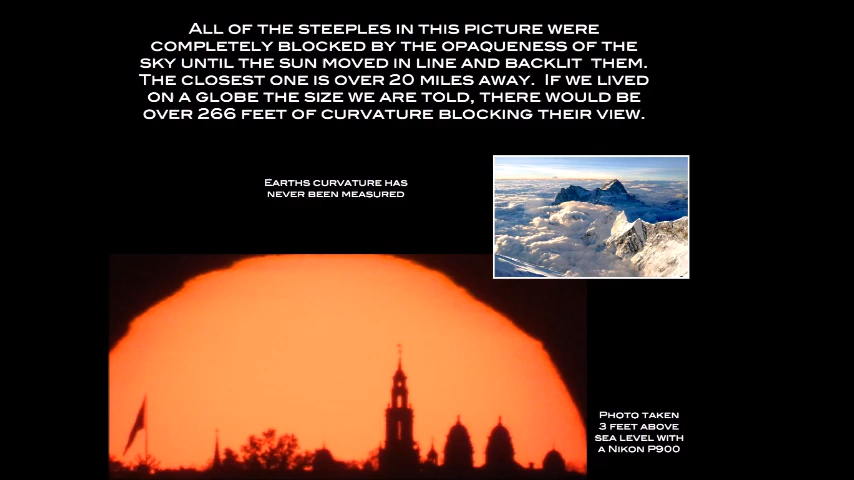 All of the steeples in this picture were
completely blocked by the opaqueness of the
sky until the sun moved in line and backlit them.
The closest one is over 20 miles away. If we lived
on a globe the size we are told, there would be
over 266 feet of curvature blocking their view.
Earths curvature has
never been measured
Photo taken
3 feet above
sea level with
a Nikon P900